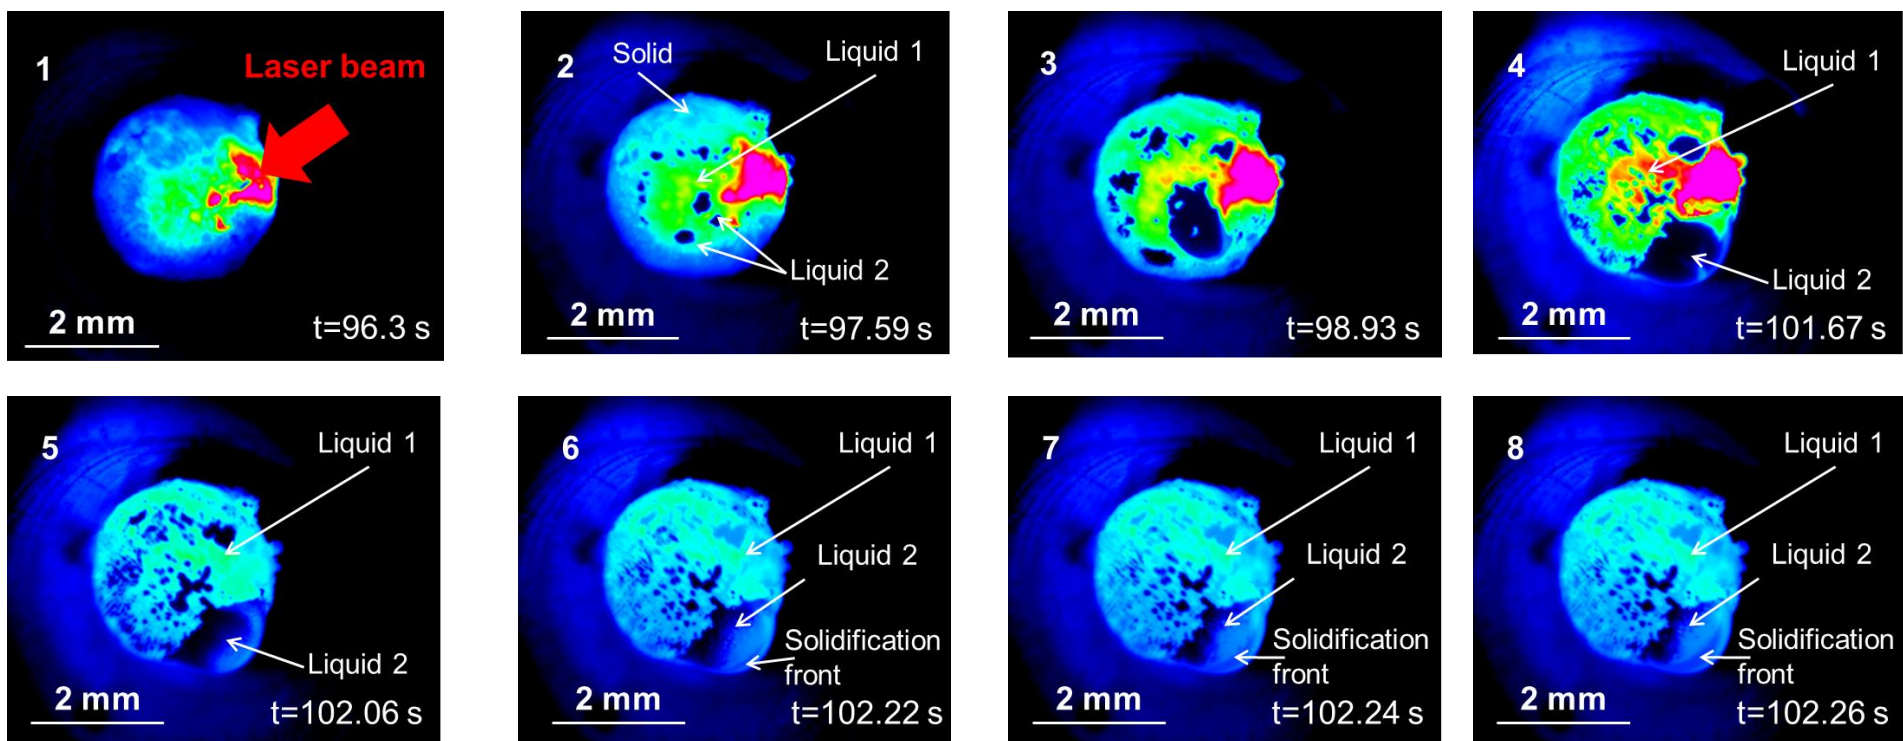 1
Laser beam
2 mm
t=96.3 s
2
Solid
Liquid 1
Liquid 2
2 mm
t=97.59 s
3
2 mm
t=98.93 s
4
Liquid 1
Liquid 2
2 mm
t=101.67 s
5
Liquid 1
Liquid 2
2 mm
t=102.06 s
6
Liquid 1
Liquid 2
Solidification
front
2 mm
t=102.22 s
7
Liquid 1
Liquid 2
Solidification
front
2 mm
t=102.24 s
8
Liquid 1
Liquid 2
Solidification
front
2 mm
t=102.26 s